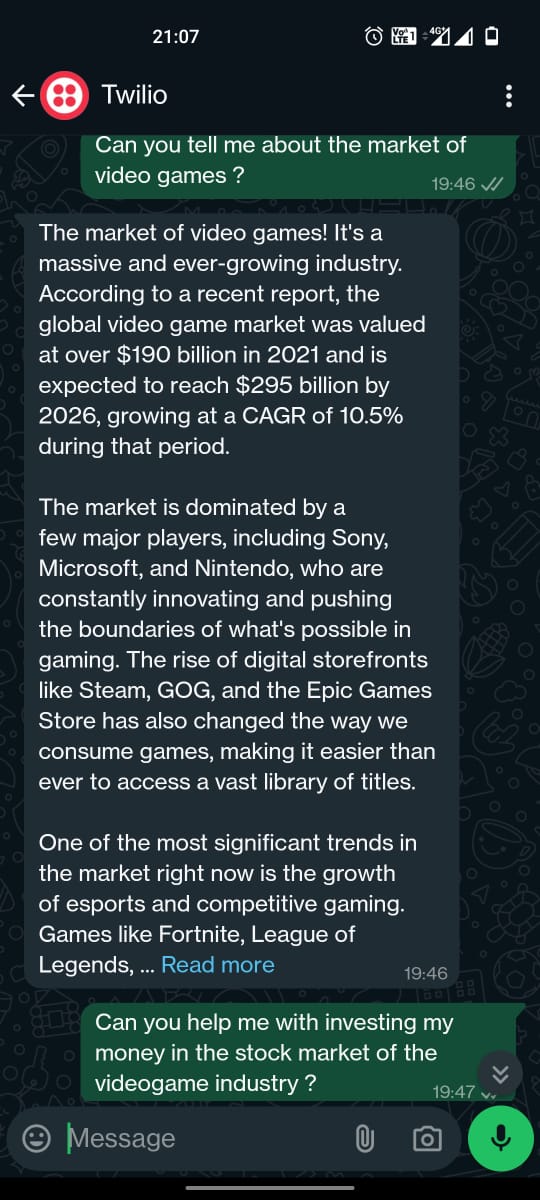 21:07
Vo LTE 1 4G+
Twilio
Can you tell me about the market of
video games ?
19:46
The market of video games! It's a
massive and ever-growing industry.
According to a recent report, the
global video game market was valued
at over $190 billion in 2021 and is
expected to reach $295 billion by
2026, growing at a CAGR of 10.5%
during that period.
The market is dominated by a
few major players, including Sony,
Microsoft, and Nintendo, who are
constantly innovating and pushing
the boundaries of what's possible in
gaming. The rise of digital storefronts
like Steam, GOG, and the Epic Games
Store has also changed the way we
consume games, making it easier than
ever to access a vast library of titles.
One of the most significant trends in
the market right now is the growth
of esports and competitive gaming.
Games like Fortnite, League of
Legends, ... Read more
19:46
Can you help me with investing my
money in the stock market of the
videogame industry ?
19:47
Message